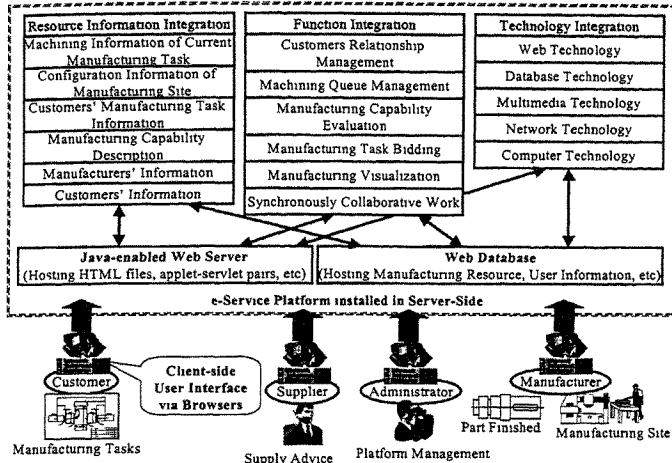 Resource Information Integration
Machining Information of Current
Manufacturing Task
Configuration Information of
Manufacturing Site
Customers' Manufacturing Task
Information
Manufacturing Capability
Description
Manufacturers' Information
Customers' Information
Function Integration
Customers Relationship
Management
Machining Queue Management
Manufacturing Capability
Evaluation
Manufacturing Task Bidding
Manufacturing Visualization
Synchronously Collaborative Work
Technology Integration
Web Technology
Database Technology
Multimedia Technology
Network Technology
Computer Technology
Java-enabled Web Server
(Hosting HTML files, applet-servlet pairs, etc)
Web Database
(Hosting Manufacturing Resource, User Information, etc)
e-Service Platform installed in Server-Side
Customer
Client-side
User Interface
via Browsers
Supplier
Administrator
Manufacturer
Manufacturing Tasks
Supply Advice
Platform Management
Part Finished
Manufacturing Site